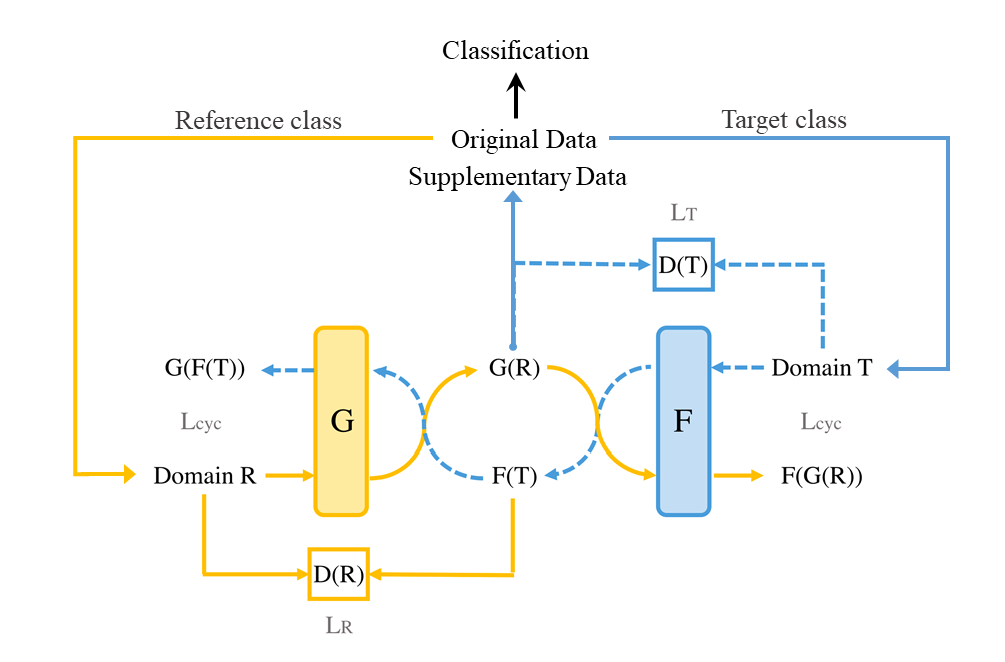 Classification
Reference class
Target class
Original Data
Supplementary Data
LT
D(T)
G(F(T))
G(R)
Domain T
Lcyc
G
F
Lcyc
Domain R
F(T)
F(G(R))
D(R)
LR